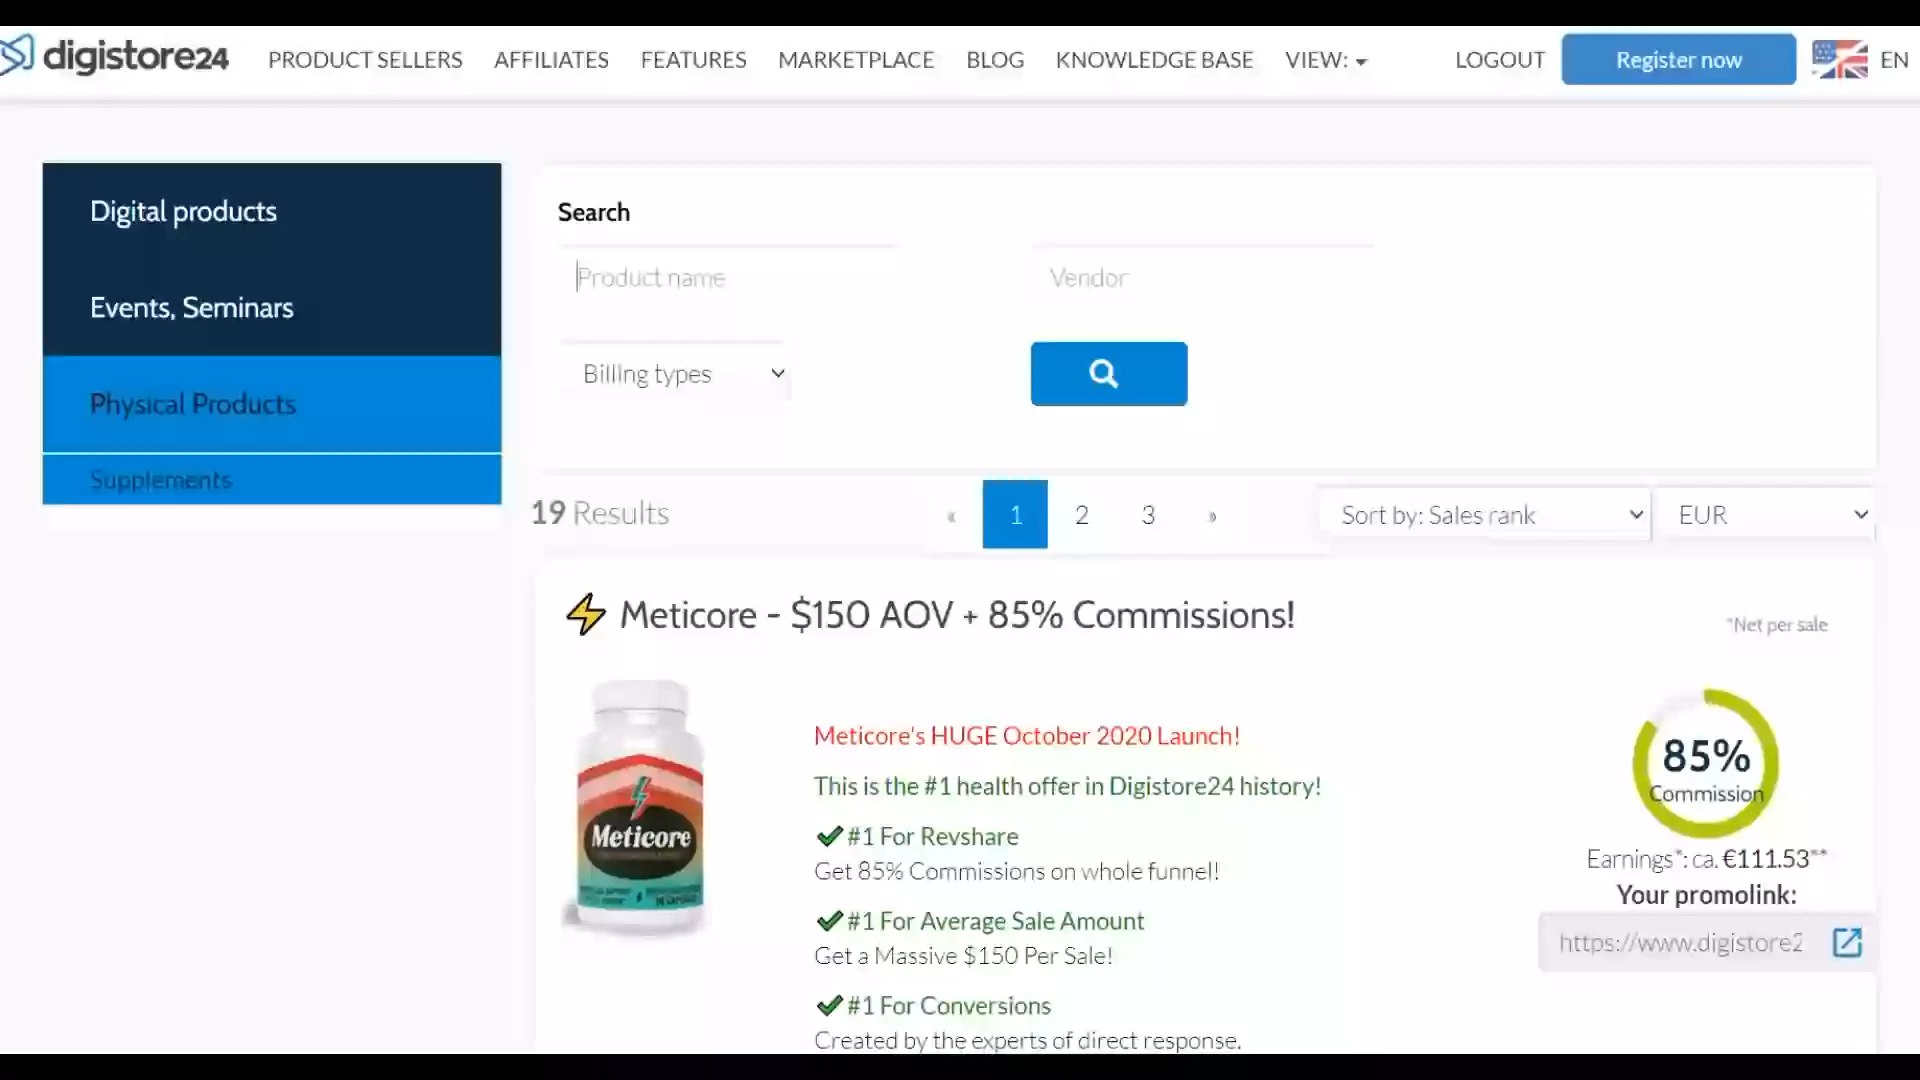 digistore24 PRODUCT SELLERS AFFILIATES FEATURES MARKETPLACE BLOG KNOWLEDGE BASE VIEW: LOGOUT Register now EN
Digital products
Events, Seminars
Physical Products
Supplements
Search
Product name Vendor
Billing types
19 Results « 1 2 3 » Sort by: Sales rank EUR
Meticore - $150 AOV + 85% Commissions!
*Net per sale
Meticore
Meticore's HUGE October 2020 Launch!
This is the #1 health offer in Digistore24 history!
#1 For Revshare
Get 85% Commissions on whole funnel!
#1 For Average Sale Amount
Get a Massive $150 Per Sale!
#1 For Conversions
Created by the experts of direct response.
85%
Commission
Earnings*: ca. €111.53**
Your promolink:
https://www.digistore2